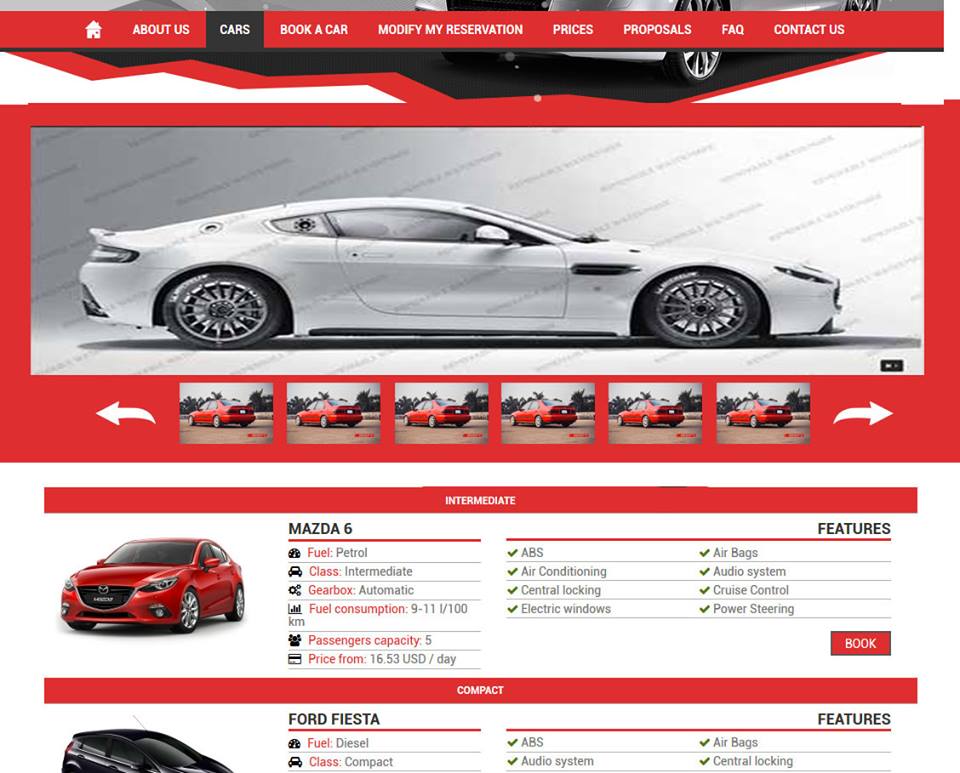 ABOUT US CARS BOOK A CAR MODIFY MY RESERVATION PRICES PROPOSALS FAQ CONTACT US
REMOVABLE WATERMARK
INTERMEDIATE
MAZDA 6
Fuel: Petrol
Class: Intermediate
Gearbox: Automatic
Fuel consumption: 9-11 l/100
km
Passengers capacity: 5
Price from: 16.53 USD / day
FEATURES
ABS Air Bags
Air Conditioning Audio system
Central locking Cruise Control
Electric windows Power Steering
BOOK
COMPACT
FORD FIESTA
Fuel: Diesel
Class: Compact
FEATURES
ABS Air Bags
Audio system Central locking